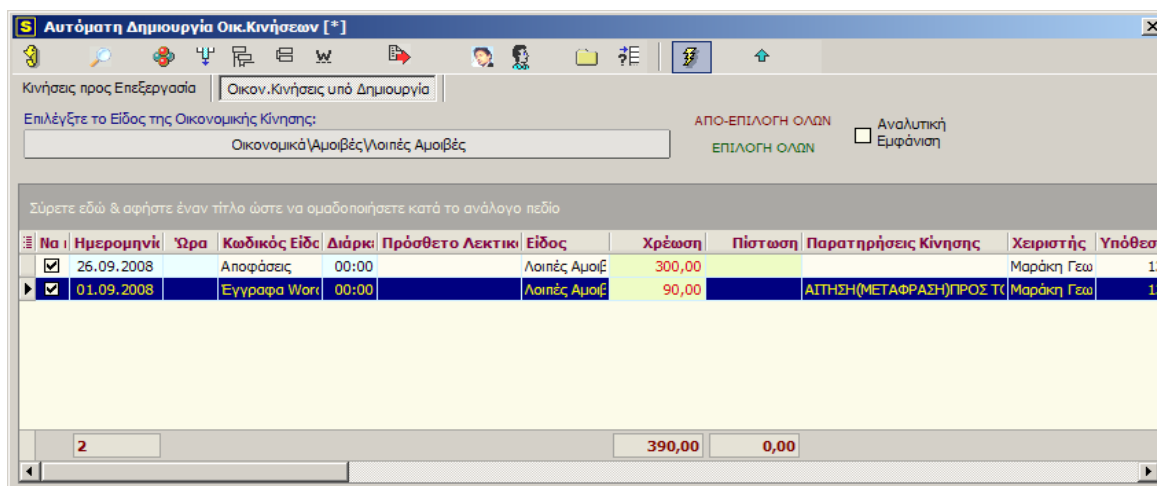 S Αυτόματη Δημιουργία Οικ.Κινήσεων [*]
w
Κινήσεις προς Επεξεργασία Οικον.Κινήσεις υπό Δημιουργία
Επιλέγξτε το Είδος της Οικονομικής Κίνησης:
ΑΠΟ-ΕΠΙΛΟΓΗ ΟΛΩΝ
Αναλυτική
Εμφάνιση
Οικονομικά\Αμοιβές\Λοιπές Αμοιβές
ΕΠΙΛΟΓΗ ΟΛΩΝ
Σύρετε εδώ & αφήστε έναν τίτλο ώστε να ομαδοποιήσετε κατά το ανάλογο πεδίο
Να Ημερομηνί Ώρα Κωδικός Είδο Διάρκ Πρόσθετο Λεκτικ Είδος Χρέωση Πίστωση Παρατηρήσεις Κίνησης Χειριστής Υπόθεσ
26.09.2008 Αποφάσεις 00:00 Λοιπές Αμοιβ 300,00 Μαράκη Γεω
01.09.2008 Έγγραφα Word 00:00 Λοιπές Αμοιβ 90,00 ΑΙΤΗΣΗ(ΜΕΤΑΦΡΑΣΗ)ΠΡΟΣ ΤΟ Μαράκη Γεω
2 390,00 0,00